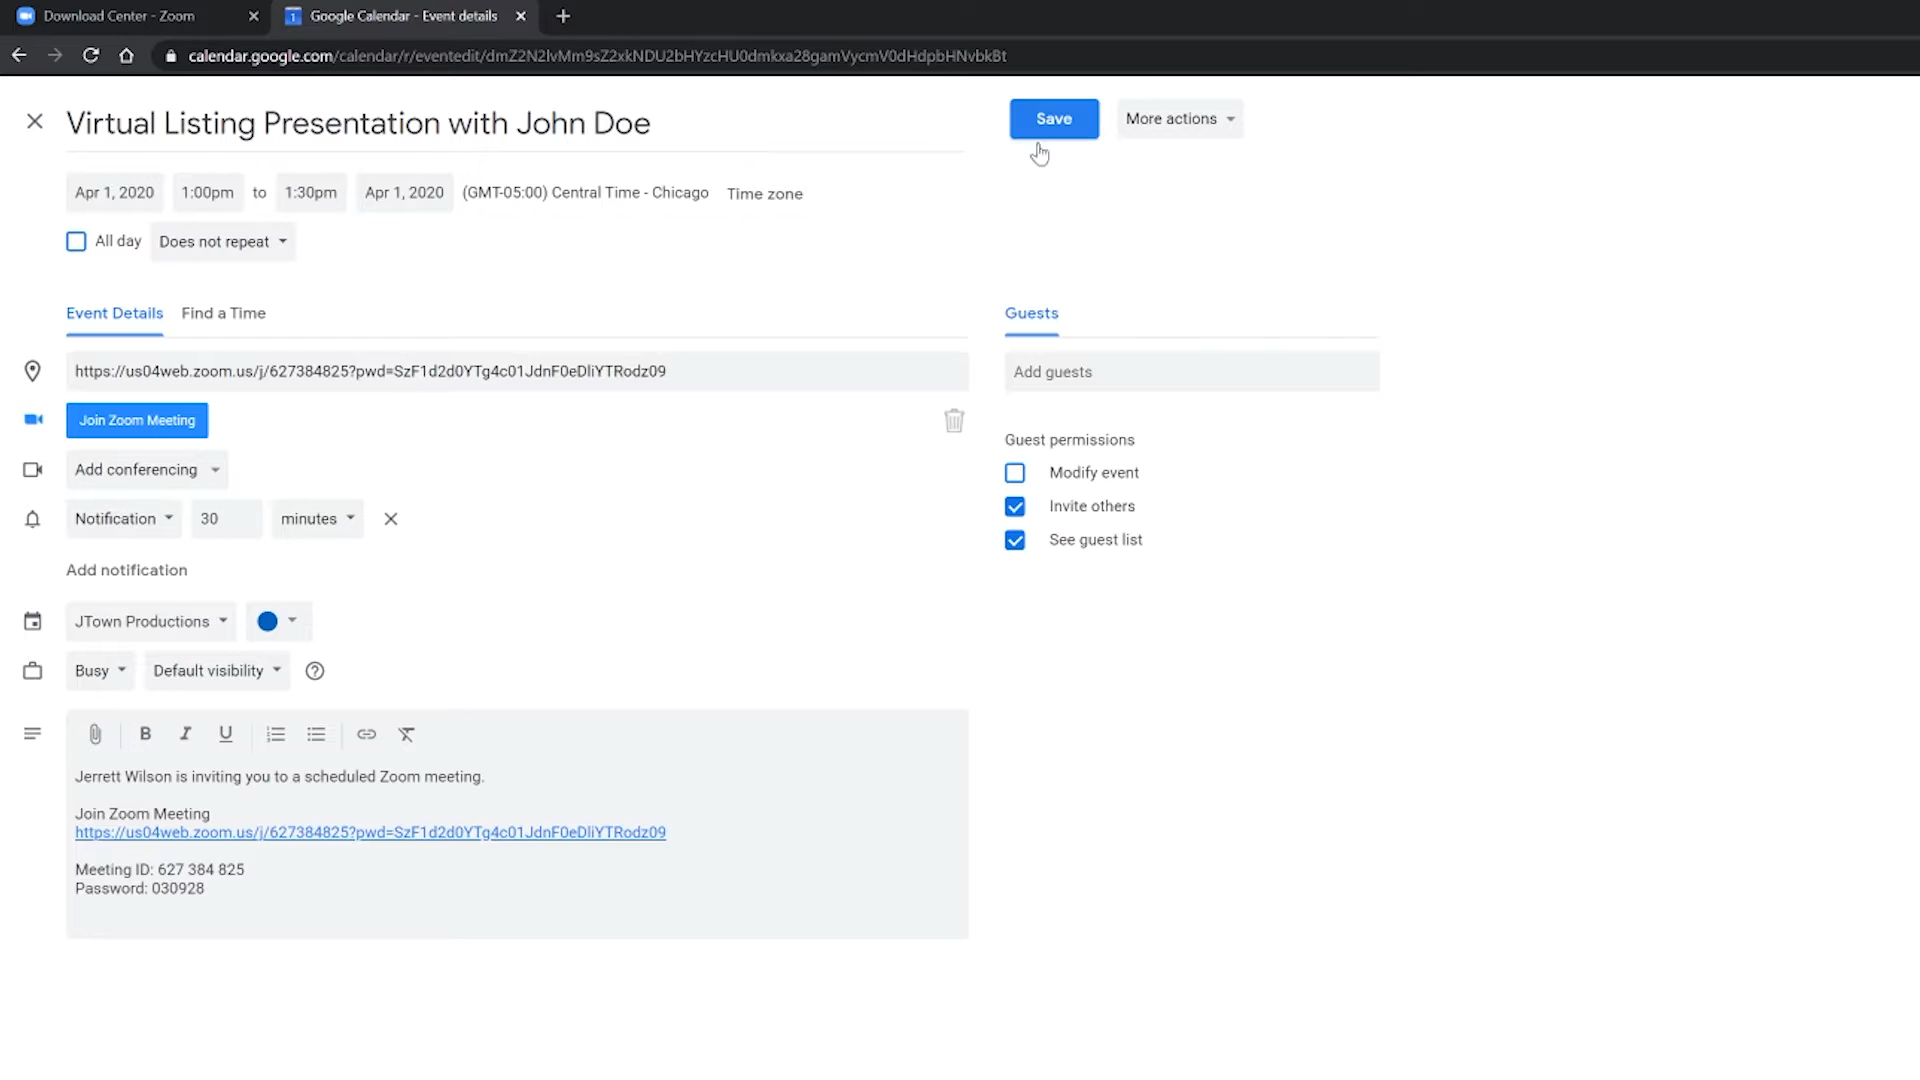 Download Center - Zoom
Google Calendar - Event details
calendar.google.com/calendar/r/eventedit/dmZ2N2lvMm9sZ2xkNDU2bHYzcHU0dmkxa28gamVycmV0dHdpbHNvbkBt
Virtual Listing Presentation with John Doe
Save
More actions
Apr 1, 2020 1:00pm to 1:30pm Apr 1, 2020 (GMT-05:00) Central Time - Chicago Time zone
All day Does not repeat
Event Details Find a Time
Guests
https://us04web.zoom.us/j/627384825?pwd=SzF1d2d0YTg4c01JdnF0eDliYTRodz09
Add guests
Join Zoom Meeting
Guest permissions
Add conferencing
Modify event
Notification 30 minutes
Invite others
See guest list
Add notification
JTown Productions
Busy Default visibility
B I U
Jerrett Wilson is inviting you to a scheduled Zoom meeting.
Join Zoom Meeting
https://us04web.zoom.us/j/627384825?pwd=SzF1d2d0YTg4c01JdnF0eDliYTRodz09
Meeting ID: 627 384 825
Password: 030928